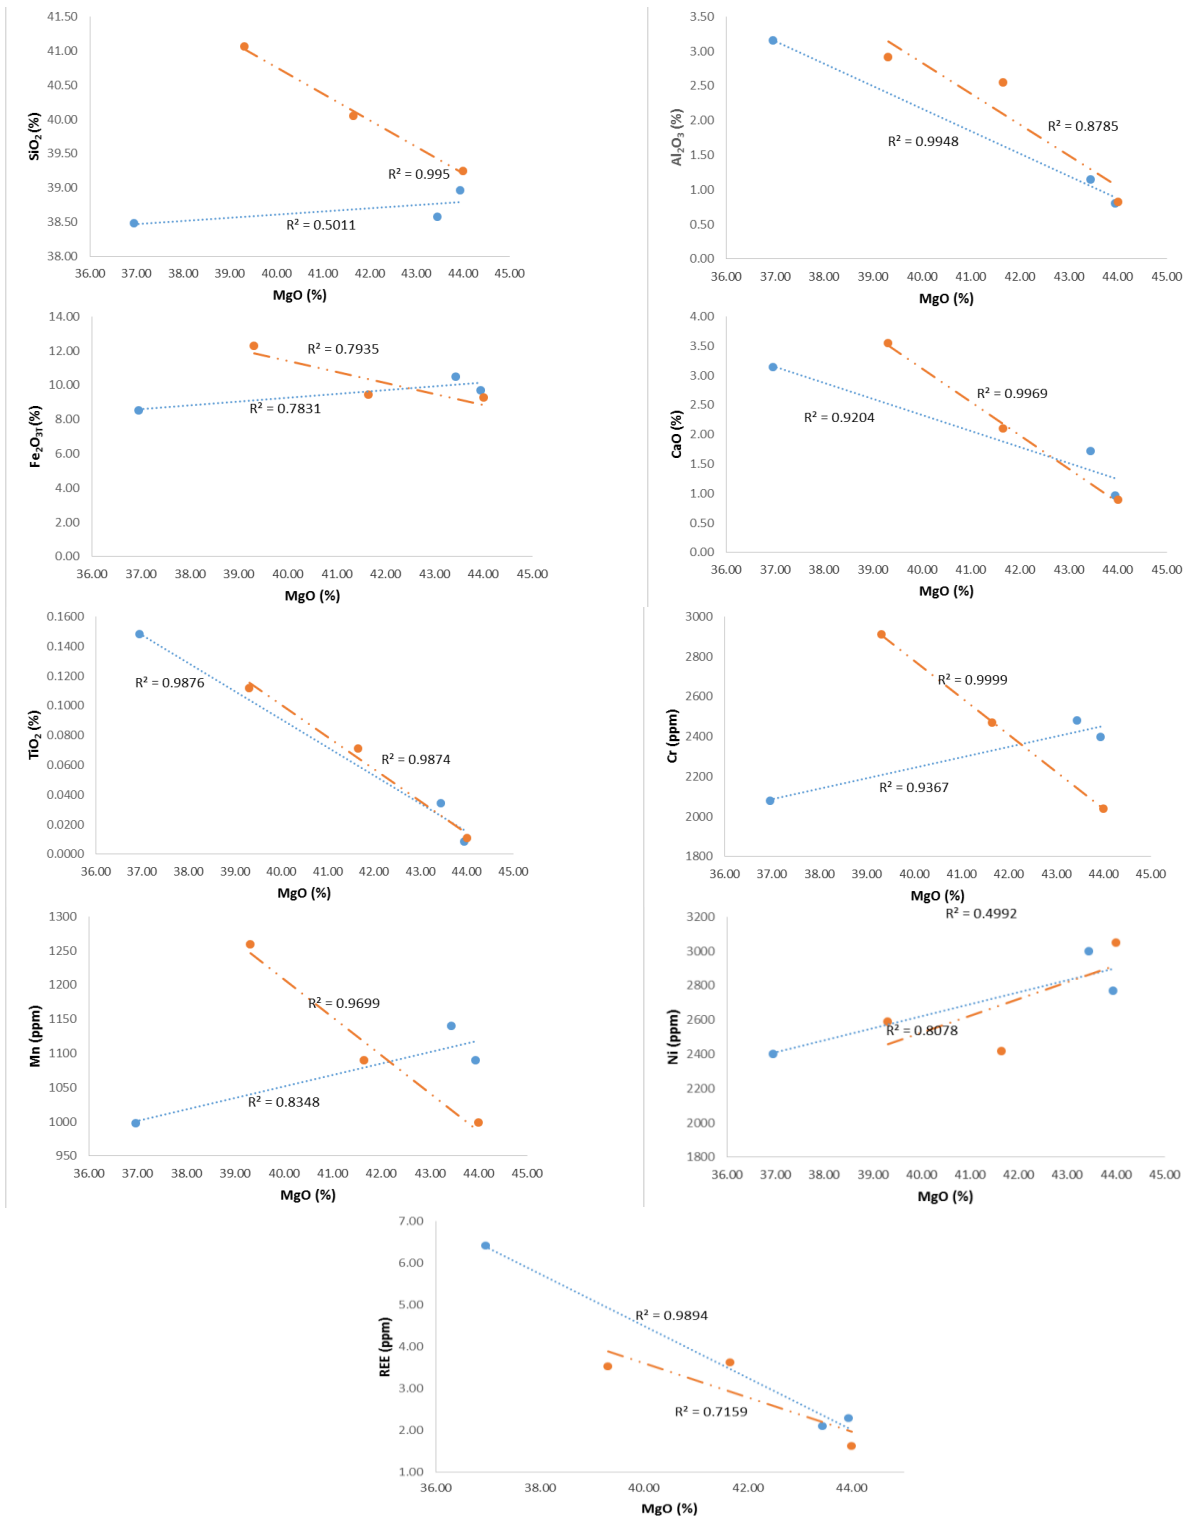 41.50
41.00
40.50
40.00
39.50
39.00
38.50
38.00
SiO₂ (%)
R² = 0.995
R² = 0.5011
36.00 37.00 38.00 39.00 40.00 41.00 42.00 43.00 44.00 45.00
MgO (%)
3.50
3.00
2.50
2.00
1.50
1.00
0.50
0.00
Al₂O₃ (%)
R² = 0.8785
R² = 0.9948
36.00 37.00 38.00 39.00 40.00 41.00 42.00 43.00 44.00 45.00
MgO (%)
14.00
12.00
10.00
8.00
6.00
4.00
2.00
0.00
Fe₂O₃T (%)
R² = 0.7935
R² = 0.7831
36.00 37.00 38.00 39.00 40.00 41.00 42.00 43.00 44.00 45.00
MgO (%)
4.00
3.50
3.00
2.50
2.00
1.50
1.00
0.50
0.00
CaO (%)
R² = 0.9969
R² = 0.9204
36.00 37.00 38.00 39.00 40.00 41.00 42.00 43.00 44.00 45.00
MgO (%)
0.1600
0.1400
0.1200
0.1000
0.0800
0.0600
0.0400
0.0200
0.0000
TiO₂ (%)
R² = 0.9876
R² = 0.9874
36.00 37.00 38.00 39.00 40.00 41.00 42.00 43.00 44.00 45.00
MgO (%)
3000
2800
2600
2400
2200
2000
1800
Cr (ppm)
R² = 0.9999
R² = 0.9367
36.00 37.00 38.00 39.00 40.00 41.00 42.00 43.00 44.00 45.00
MgO (%)
1300
1250
1200
1150
1100
1050
1000
950
Mn (ppm)
R² = 0.9699
R² = 0.8348
36.00 37.00 38.00 39.00 40.00 41.00 42.00 43.00 44.00 45.00
MgO (%)
R² = 0.4992
3200
3000
2800
2600
2400
2200
2000
1800
Ni (ppm)
R² = 0.8078
36.00 37.00 38.00 39.00 40.00 41.00 42.00 43.00 44.00 45.00
MgO (%)
7.00
6.00
5.00
4.00
3.00
2.00
1.00
REE (ppm)
R² = 0.9894
R² = 0.7159
36.00 38.00 40.00 42.00 44.00
MgO (%)